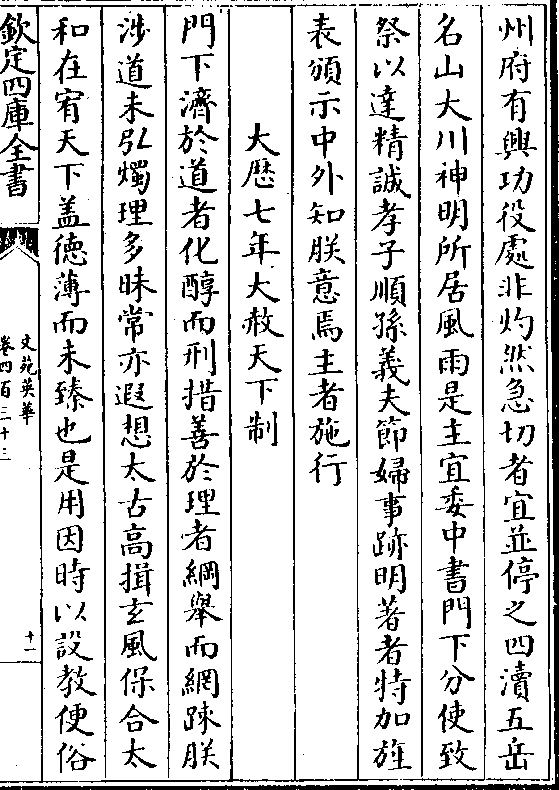 州府有興功役處非灼然急切者宜並停之四瀆五岳
名山大川神明所居風雨是主宜委中書門下分使致
祭以達精誠孝子順孫義夫節婦事跡明著者特加旌
表頒示中外知朕意焉主者施行
大歴七年大赦天下制
門下濟於道者化醇而刑措善於理者綱舉而網踈朕
涉道未弘燭理多昧常亦遐想太古高揖玄風保合太
和在宥天下盖德薄而未臻也是用因時以設教便俗
欽定四庫全書
文苑英華
卷四百三十三
十一